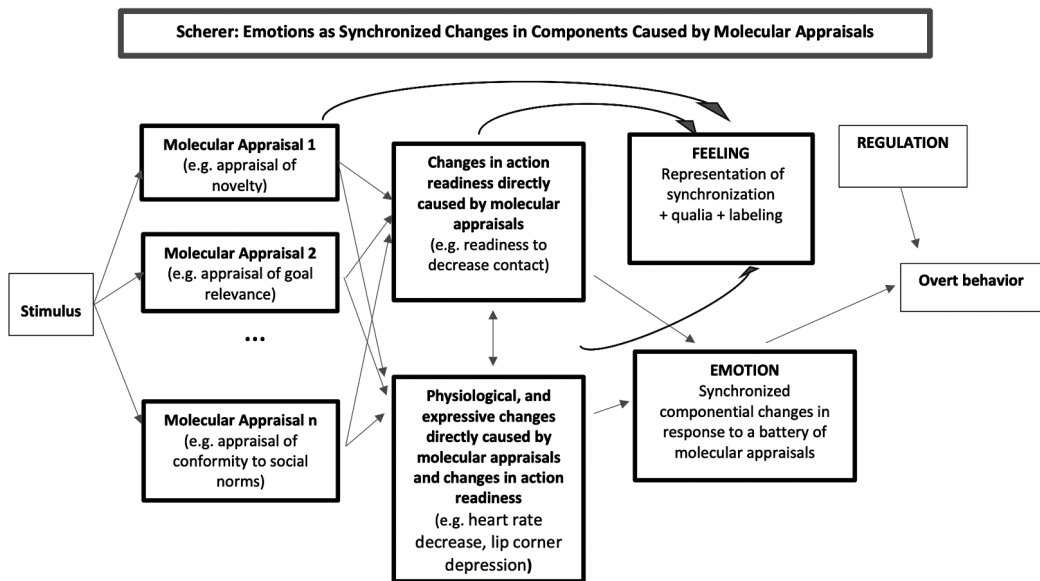 Scherer: Emotions as Synchronized Changes in Components Caused by Molecular Appraisals
Stimulus
Molecular Appraisal 1
(e.g. appraisal of
novelty)
Molecular Appraisal 2
(e.g. appraisal of goal
relevance)
...
Molecular Appraisal n
(e.g. appraisal of
conformity to social
norms)
Changes in action
readiness directly
caused by molecular
appraisals
(e.g. readiness to
decrease contact)
Physiological, and
expressive changes
directly caused by
molecular appraisals
and changes in action
readiness
(e.g. heart rate
decrease, lip corner
depression)
FEELING
Representation of
synchronization
+ qualia + labeling
EMOTION
Synchronized
componential changes in
response to a battery of
molecular appraisals
REGULATION
Overt behavior